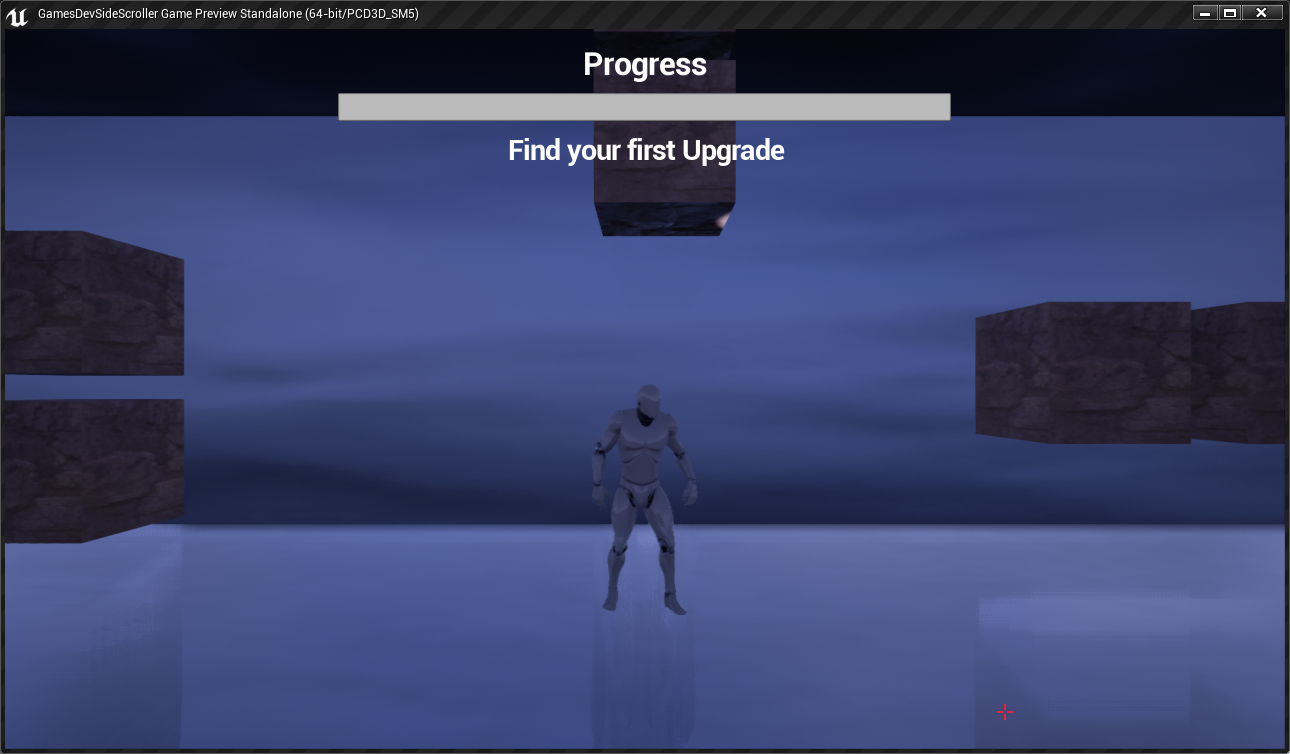 GamesDevSideScroller Game Preview Standalone (64-bit/PCD3D_SM5)
Progress
Find your first Upgrade